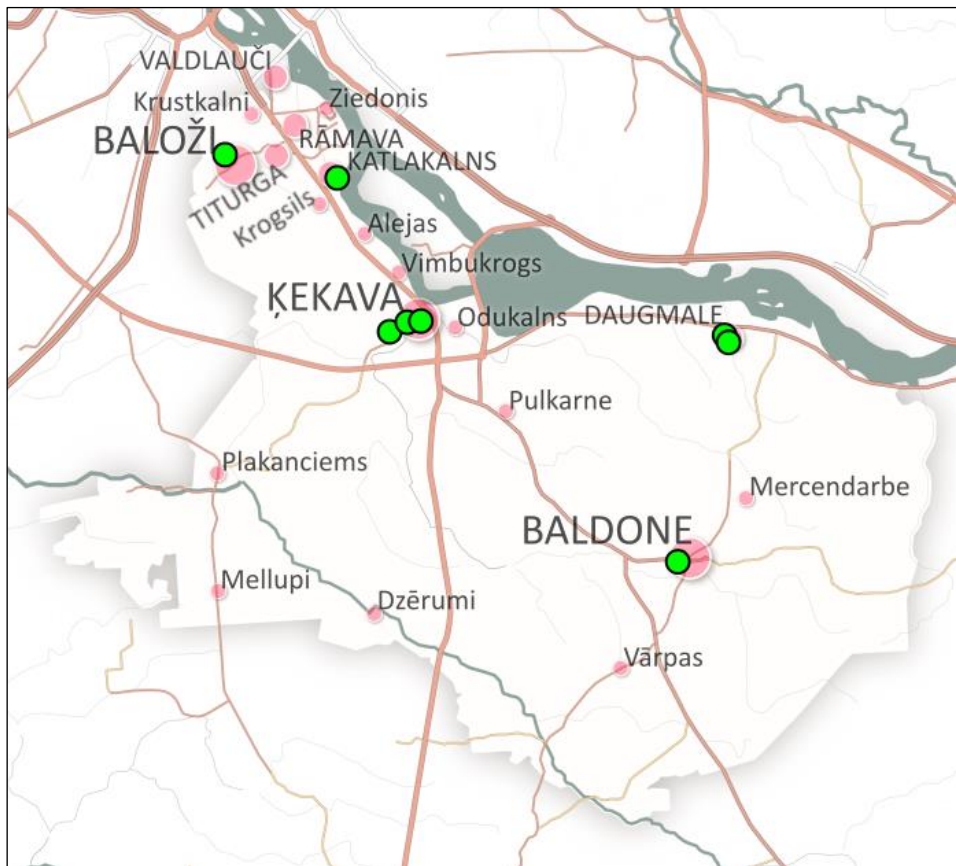 VALDLAUČI
Krustkalni
Ziedonis
BALOŽI
RĀMAVA
KATLAKALNS
TITURGA
Krogsils
Alejas
Vimbukrogs
ĶEKAVA
Odukalns
DAUGMALE
Pulkarne
Plakanciems
Mercendarbe
BALDONE
Mellupi
Dzērumi
Vārpas